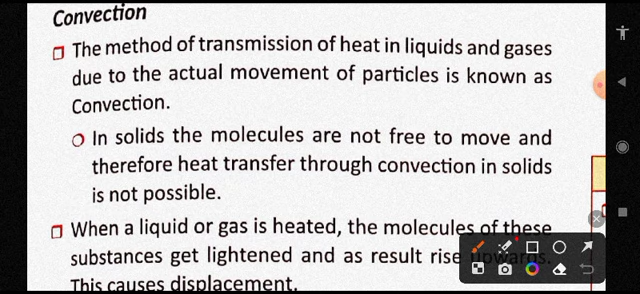 Convection
The method of transmission of heat in liquids and gases
due to the actual movement of particles is known as
Convection.
In solids the molecules are not free to move and
therefore heat transfer through convection in solids
is not possible.
When a liquid or gas is heated, the molecules of these
substances get lightened and as result rise upwards.
This causes displacement.